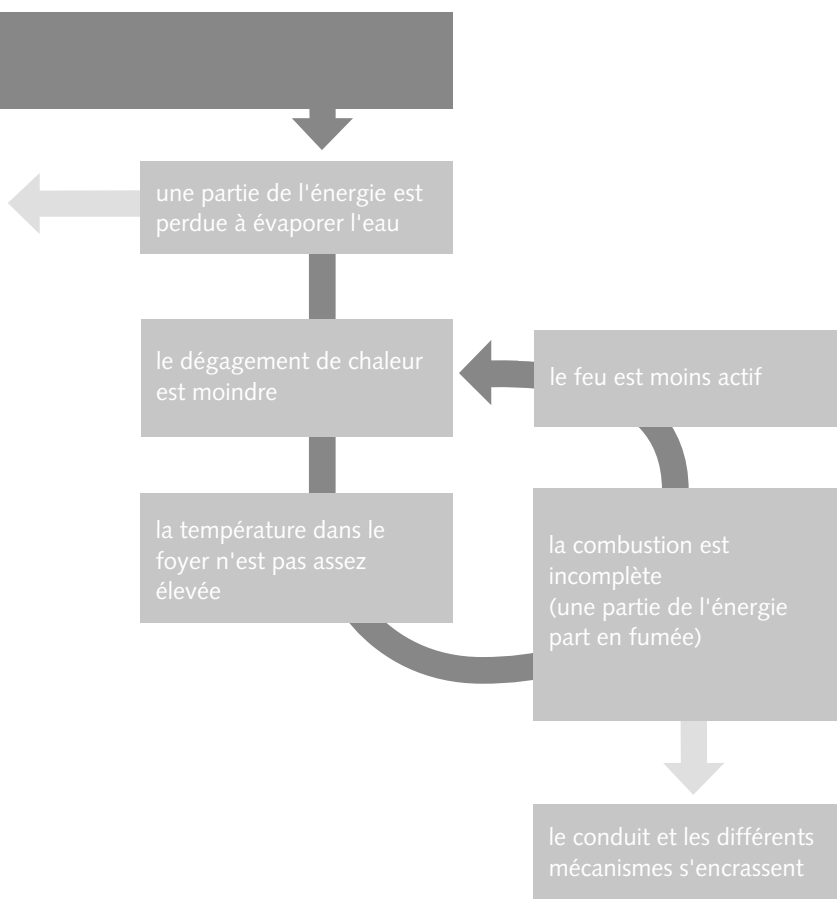 une partie de l'énergie est
perdue à évaporer l'eau
le dégagement de chaleur
est moindre
le feu est moins actif
la température dans le
foyer n'est pas assez
élevée
la combustion est
incomplète
(une partie de l'énergie
part en fumée)
le conduit et les différents
mécanismes s'encrassent